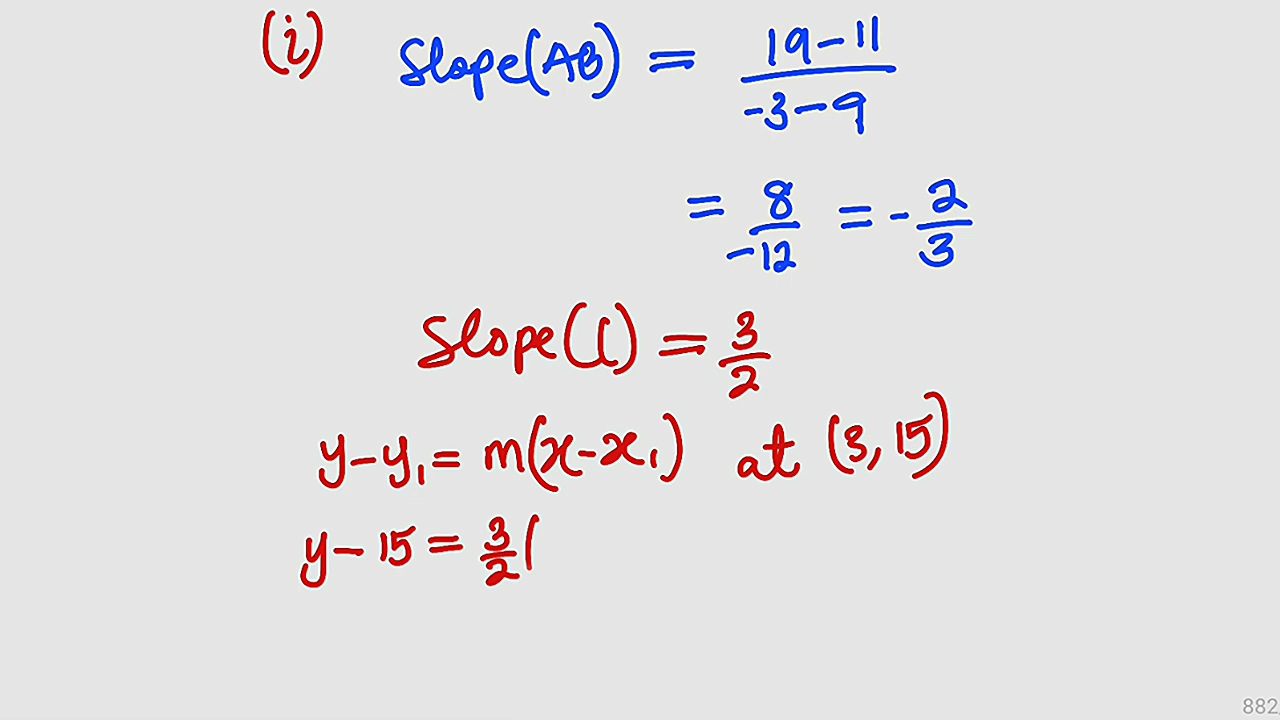 (i) Slope(AB) = 19-11 / -3-9
= 8/-12 = -2/3
Slope(l) = 3/2
y-y₁ = m(x-x₁) at (3,15)
y-15 = 3/2(
882